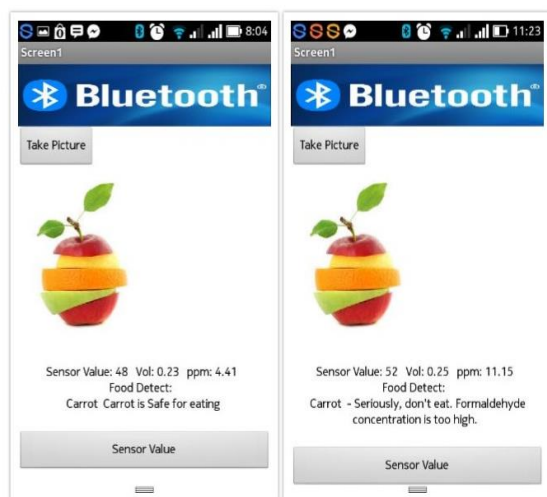 8:04
Screen1
Bluetooth
Take Picture
Sensor Value: 48 Vol: 0.23 ppm: 4.41
Food Detect:
Carrot Carrot is Safe for eating
Sensor Value
11:23
Screen1
Bluetooth
Take Picture
Sensor Value: 52 Vol: 0.25 ppm: 11.15
Food Detect:
Carrot - Seriously, don't eat. Formaldehyde
concentration is too high.
Sensor Value